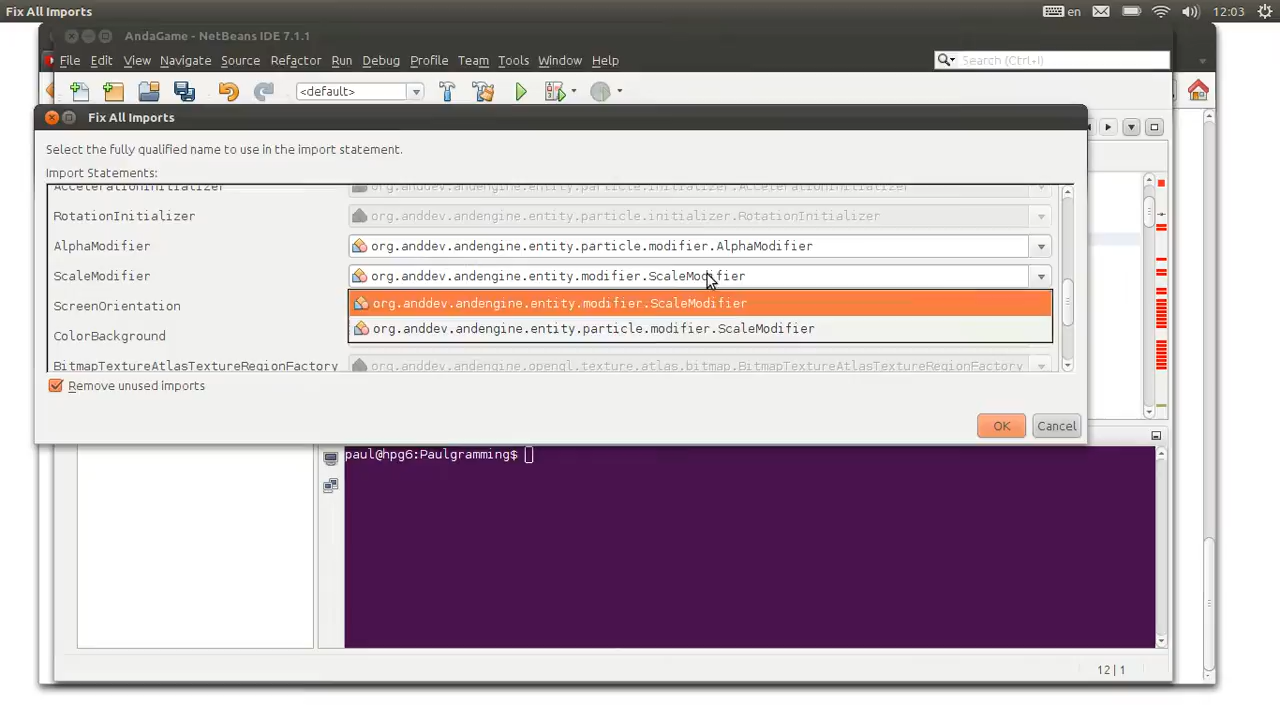 Fix All Imports
en
12:03
AndaGame - NetBeans IDE 7.1.1
File Edit View Navigate Source Refactor Run Debug Profile Team Tools Window Help
Search (Ctrl+I)
<default>
Fix All Imports
Select the fully qualified name to use in the import statement.
Import Statements:
AccelerationInitializer org.anddev.andengine.entity.particle.initializer.AccelerationInitializer
RotationInitializer org.anddev.andengine.entity.particle.initializer.RotationInitializer
AlphaModifier org.anddev.andengine.entity.particle.modifier.AlphaModifier
ScaleModifier org.anddev.andengine.entity.modifier.ScaleModifier
org.anddev.andengine.entity.modifier.ScaleModifier
ScreenOrientation
org.anddev.andengine.entity.particle.modifier.ScaleModifier
ColorBackground
BitmapTextureAtlasTextureRegionFactory org.anddev.andengine.opengl.texture.atlas.bitmap.BitmapTextureAtlasTextureRegionFactory
Remove unused imports
OK Cancel
paul@hpg6:Paulgramming$
12|1